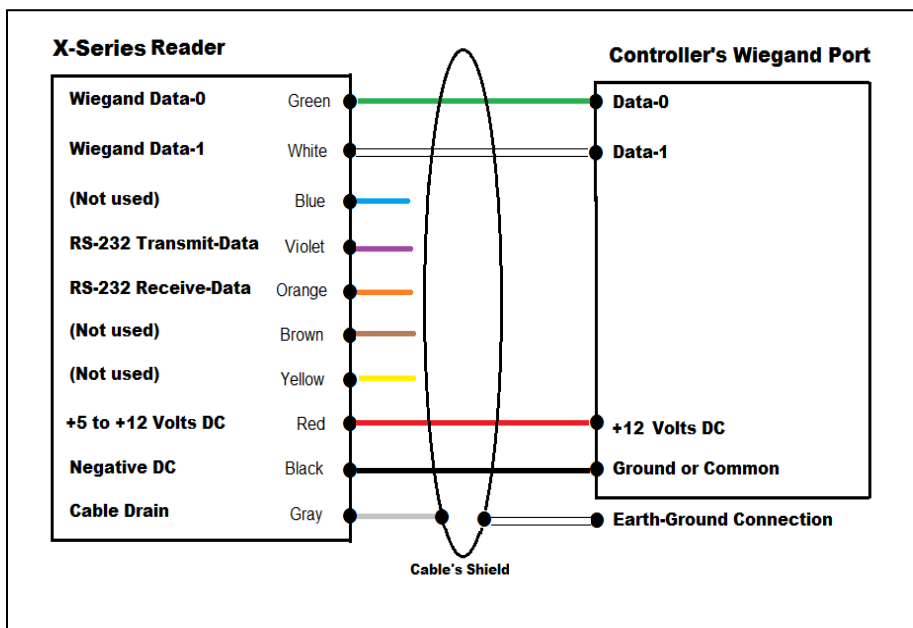 X-Series Reader
Controller's Wiegand Port
Wiegand Data-0 Green Data-0
Wiegand Data-1 White Data-1
(Not used) Blue
RS-232 Transmit-Data Violet
RS-232 Receive-Data Orange
(Not used) Brown
(Not used) Yellow
+5 to +12 Volts DC Red +12 Volts DC
Negative DC Black Ground or Common
Cable Drain Gray Earth-Ground Connection
Cable's Shield